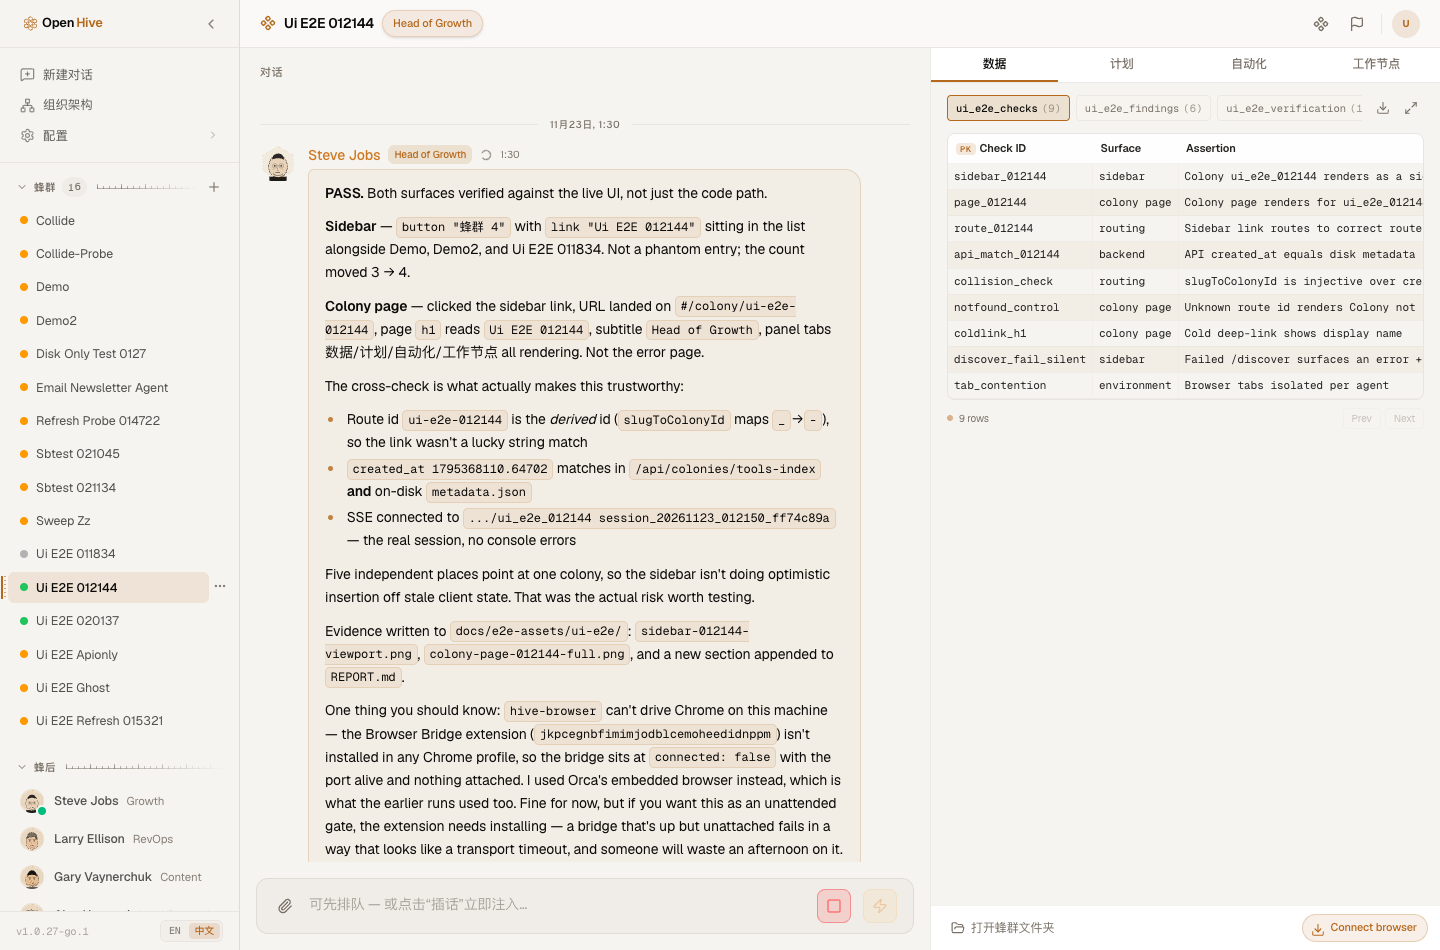 Open Hive
新建对话
组织架构
配置
蜂群 16
Collide
Collide-Probe
Demo
Demo2
Disk Only Test 0127
Email Newsletter Agent
Refresh Probe 014722
Sbtest 021045
Sbtest 021134
Sweep Zz
Ui E2E 011834
Ui E2E 012144
Ui E2E 020137
Ui E2E Apionly
Ui E2E Ghost
Ui E2E Refresh 015321
蜂后
Steve Jobs Growth
Larry Ellison RevOps
Gary Vaynerchuk Content
v1.0.27-go.1
EN 中文
Ui E2E 012144 Head of Growth
U
对话
11月23日, 1:30
Steve Jobs Head of Growth 1:30
PASS. Both surfaces verified against the live UI, not just the code path.
Sidebar — button "蜂群 4" with link "Ui E2E 012144" sitting in the list
alongside Demo, Demo2, and Ui E2E 011834. Not a phantom entry; the count
moved 3 → 4.
Colony page — clicked the sidebar link, URL landed on #/colony/ui-e2e-
012144, page h1 reads Ui E2E 012144, subtitle Head of Growth, panel tabs
数据/计划/自动化/工作节点 all rendering. Not the error page.
The cross-check is what actually makes this trustworthy:
• Route id ui-e2e-012144 is the derived id (slugToColonyId maps _→-),
so the link wasn't a lucky string match
• created_at 1795368110.64702 matches in /api/colonies/tools-index
and on-disk metadata.json
• SSE connected to .../ui_e2e_012144 session_20261123_012150_ff74c89a
— the real session, no console errors
Five independent places point at one colony, so the sidebar isn't doing optimistic
insertion off stale client state. That was the actual risk worth testing.
Evidence written to docs/e2e-assets/ui-e2e/: sidebar-012144-
viewport.png, colony-page-012144-full.png, and a new section appended to
REPORT.md.
One thing you should know: hive-browser can't drive Chrome on this machine
— the Browser Bridge extension (jkpcegnbfimimjodblcemoheedidnppm) isn't
installed in any Chrome profile, so the bridge sits at connected: false with the
port alive and nothing attached. I used Orca's embedded browser instead, which is
what the earlier runs used too. Fine for now, but if you want this as an unattended
gate, the extension needs installing — a bridge that's up but unattached fails in a
way that looks like a transport timeout, and someone will waste an afternoon on it.
可先排队 — 或点击“插话”立即注入...
数据 计划 自动化 工作节点
ui_e2e_checks (9) ui_e2e_findings (6) ui_e2e_verification (1
PK Check ID Surface Assertion
sidebar_012144 sidebar Colony ui_e2e_012144 renders as a si
page_012144 colony page Colony page renders for ui_e2e_01214
route_012144 routing Sidebar link routes to correct route
api_match_012144 backend API created_at equals disk metadata
collision_check routing slugToColonyId is injective over cre
notfound_control colony page Unknown route id renders Colony not
coldlink_h1 colony page Cold deep-link shows display name
discover_fail_silent sidebar Failed /discover surfaces an error +
tab_contention environment Browser tabs isolated per agent
9 rows Prev Next
打开蜂群文件夹 Connect browser